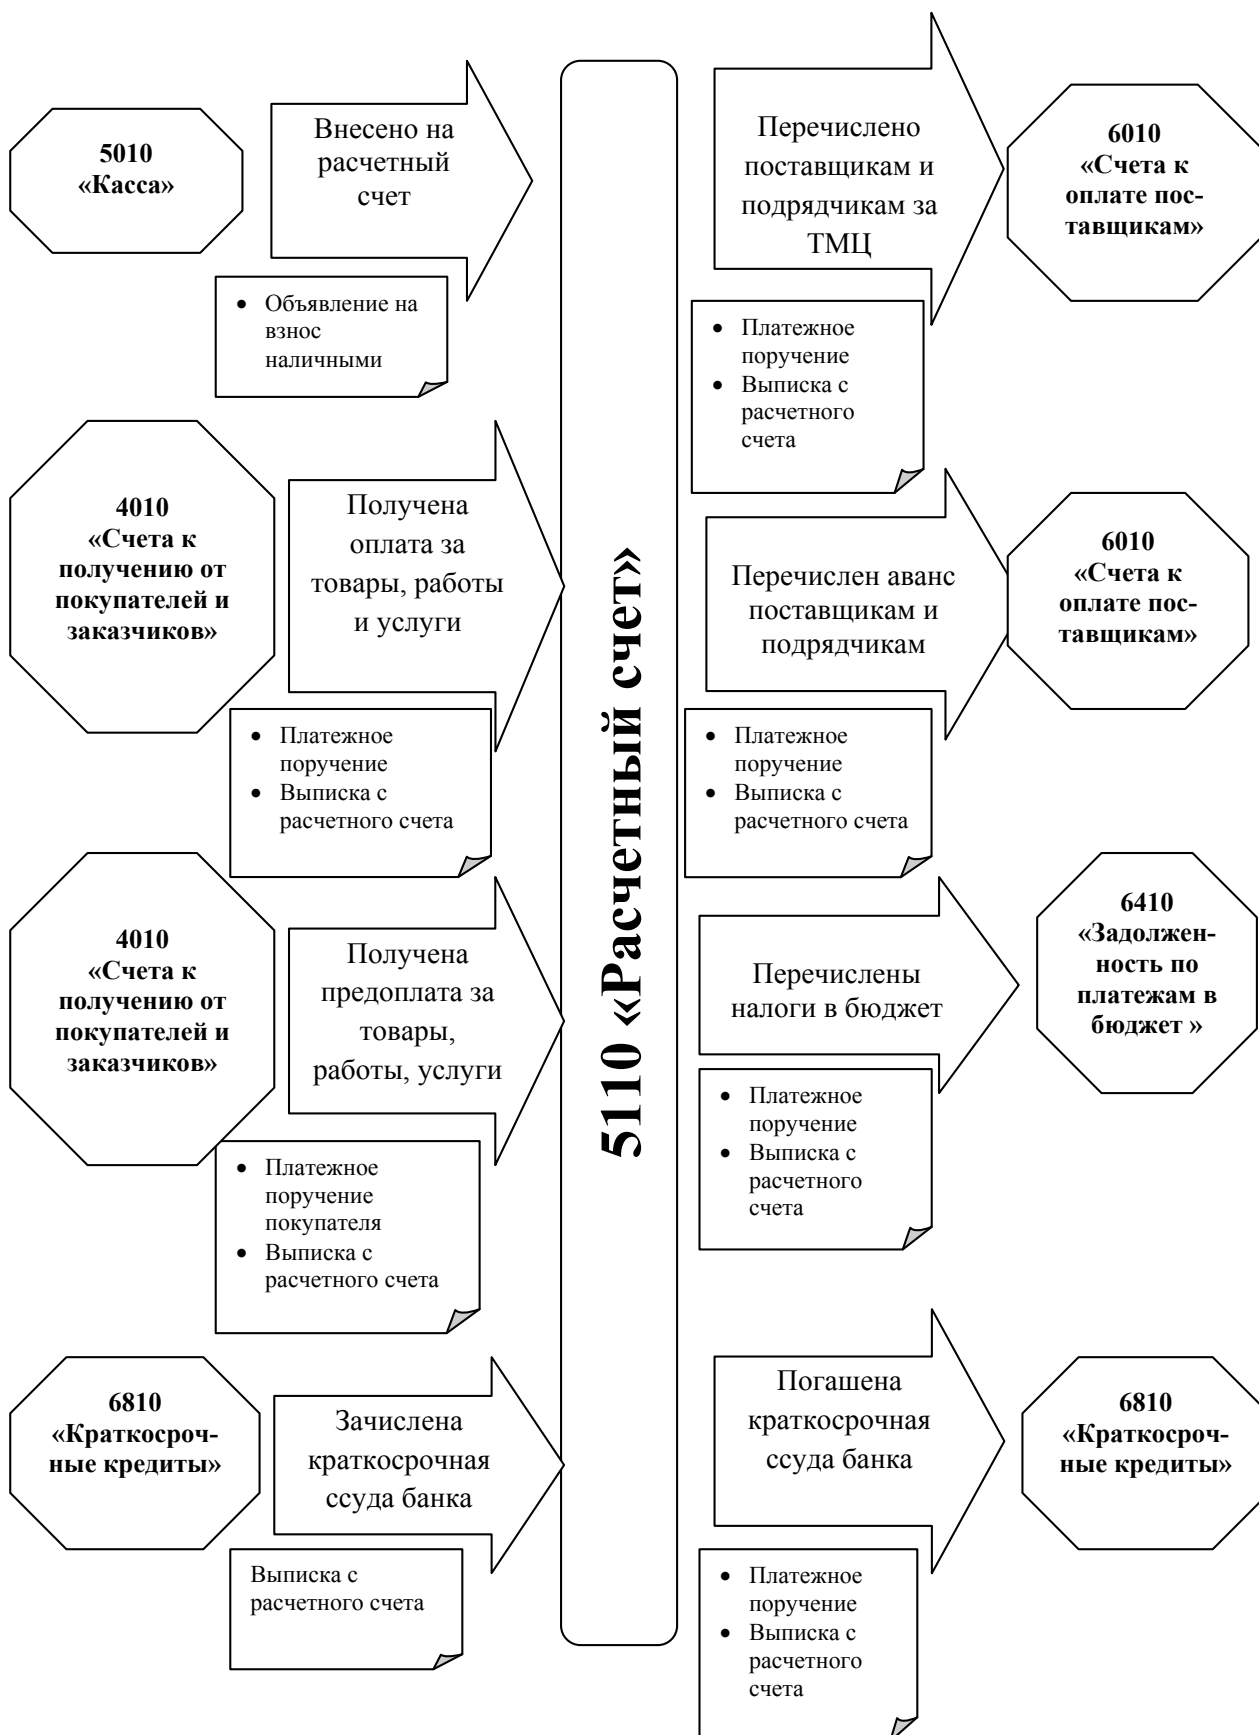 5010
«Касса»
Внесено на
расчетный
счет
• Объявление на
взнос
наличными
4010
«Счета к
получению от
покупателей и
заказчиков»
Получена
оплата за
товары, работы
и услуги
• Платежное
поручение
• Выписка с
расчетного счета
4010
«Счета к
получению от
покупателей и
заказчиков»
Получена
предоплата за
товары,
работы, услуги
• Платежное
поручение
покупателя
• Выписка с
расчетного счета
6810
«Краткосроч-
ные кредиты»
Зачислена
краткосрочная
ссуда банка
Выписка с
расчетного счета
5110 «Расчетный счет»
Перечислено
поставщикам и
подрядчикам за
ТМЦ
6010
«Счета к
оплате пос-
тавщикам»
• Платежное
поручение
• Выписка с
расчетного
счета
Перечислен аванс
поставщикам и
подрядчикам
6010
«Счета к
оплате пос-
тавщикам»
• Платежное
поручение
• Выписка с
расчетного счета
Перечислены
налоги в бюджет
6410
«Задолжен-
ность по
платежам в
бюджет »
• Платежное
поручение
• Выписка с
расчетного
счета
Погашена
краткосрочная
ссуда банка
6810
«Краткосроч-
ные кредиты»
• Платежное
поручение
• Выписка с
расчетного
счета